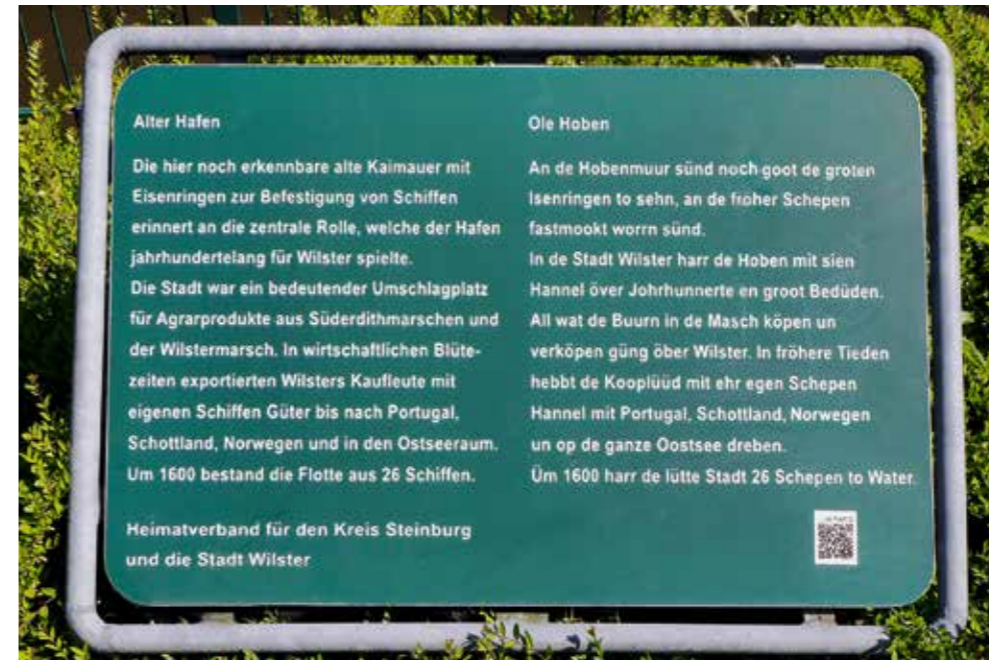 Alter Hafen
Die hier noch erkennbare alte Kaimauer mit
Eisenringen zur Befestigung von Schiffen
erinnert an die zentrale Rolle, welche der Hafen
jahrhundertelang für Wilster spielte.
Die Stadt war ein bedeutender Umschlagplatz
für Agrarprodukte aus Süderdithmarschen und
der Wilstermarsch. In wirtschaftlichen Blüte-
zeiten exportierten Wilsters Kaufleute mit
eigenen Schiffen Güter bis nach Portugal,
Schottland, Norwegen und in den Ostseeraum.
Um 1600 bestand die Flotte aus 26 Schiffen.
Heimatverband für den Kreis Steinburg
und die Stadt Wilster
Ole Hoben
An de Hobenmuur sünd noch goot de groten
Isenringen to sehn, an de froher Schepen
fastmookt worrn sünd.
In de Stadt Wilster harr de Hoben mit sien
Hannel över Johrhunnerte en groot Bedüden.
All wat de Buurn in de Masch köpen un
verköpen güng öber Wilster. In fröhere Tieden
hebbt de Kooplüüd mit ehr egen Schepen
Hannel mit Portugal, Schottland, Norwegen
un op de ganze Oostsee dreben.
Üm 1600 harr de lütte Stadt 26 Schepen to Water.